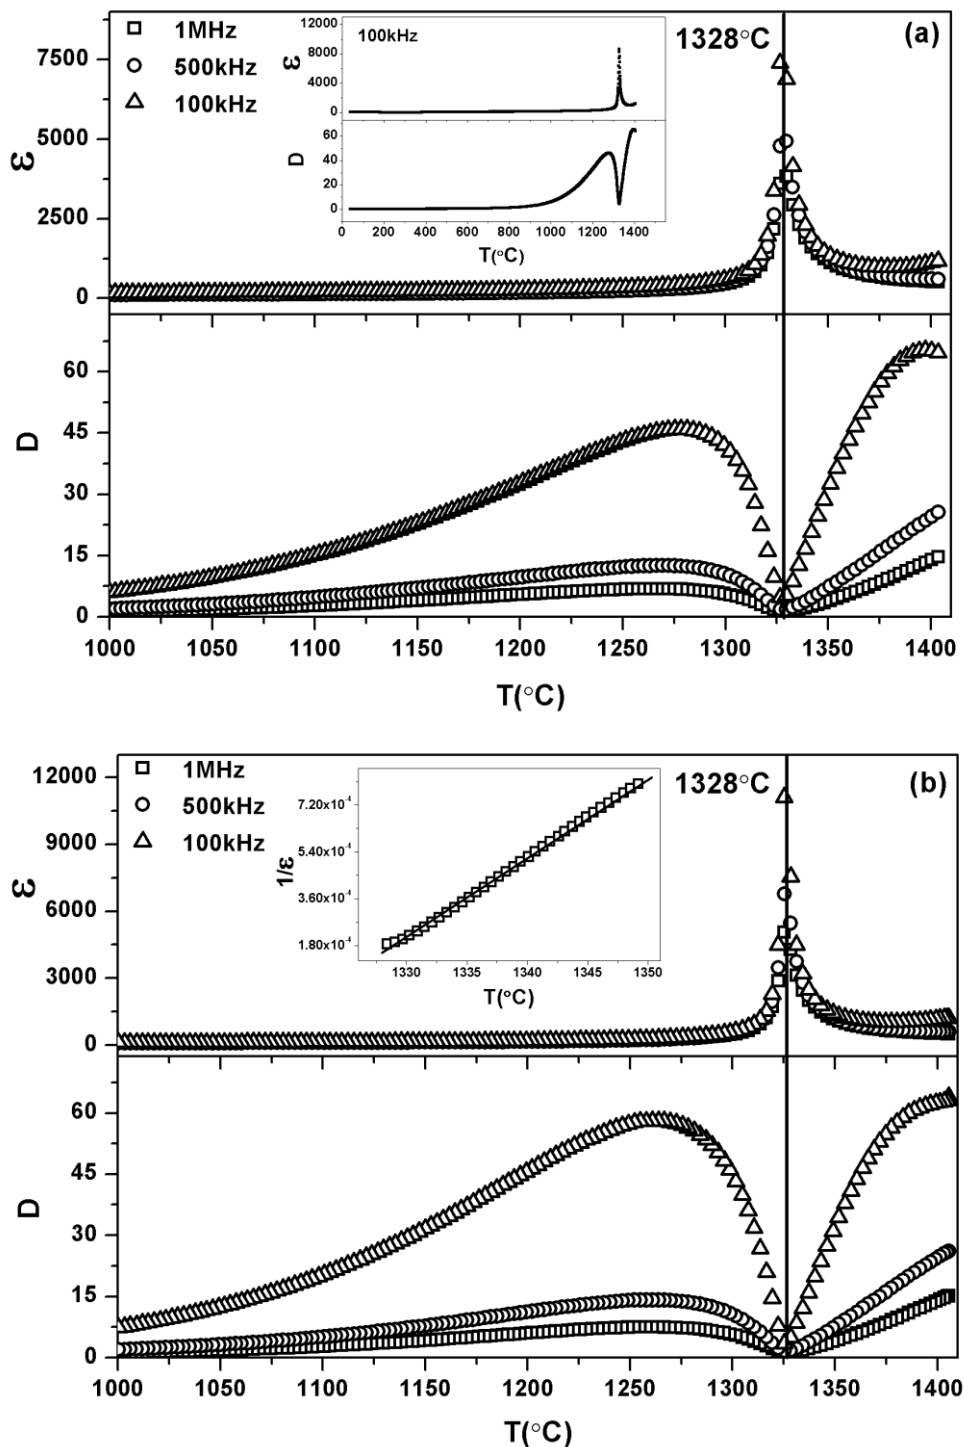 1MHz
500kHz
100kHz
1328°C
(a)
ε
7500
5000
2500
0
100kHz
ε
12000
8000
4000
0
D
60
40
20
0
0 200 400 600 800 1000 1200 1400
T(°C)
D
60
45
30
15
0
1000 1050 1100 1150 1200 1250 1300 1350 1400
T(°C)
1MHz
500kHz
100kHz
1328°C
(b)
ε
12000
9000
6000
3000
0
1/ε
7.20x10⁻⁴
5.40x10⁻⁴
3.60x10⁻⁴
1.80x10⁻⁴
1330 1335 1340 1345 1350
T(°C)
D
60
45
30
15
0
1000 1050 1100 1150 1200 1250 1300 1350 1400
T(°C)